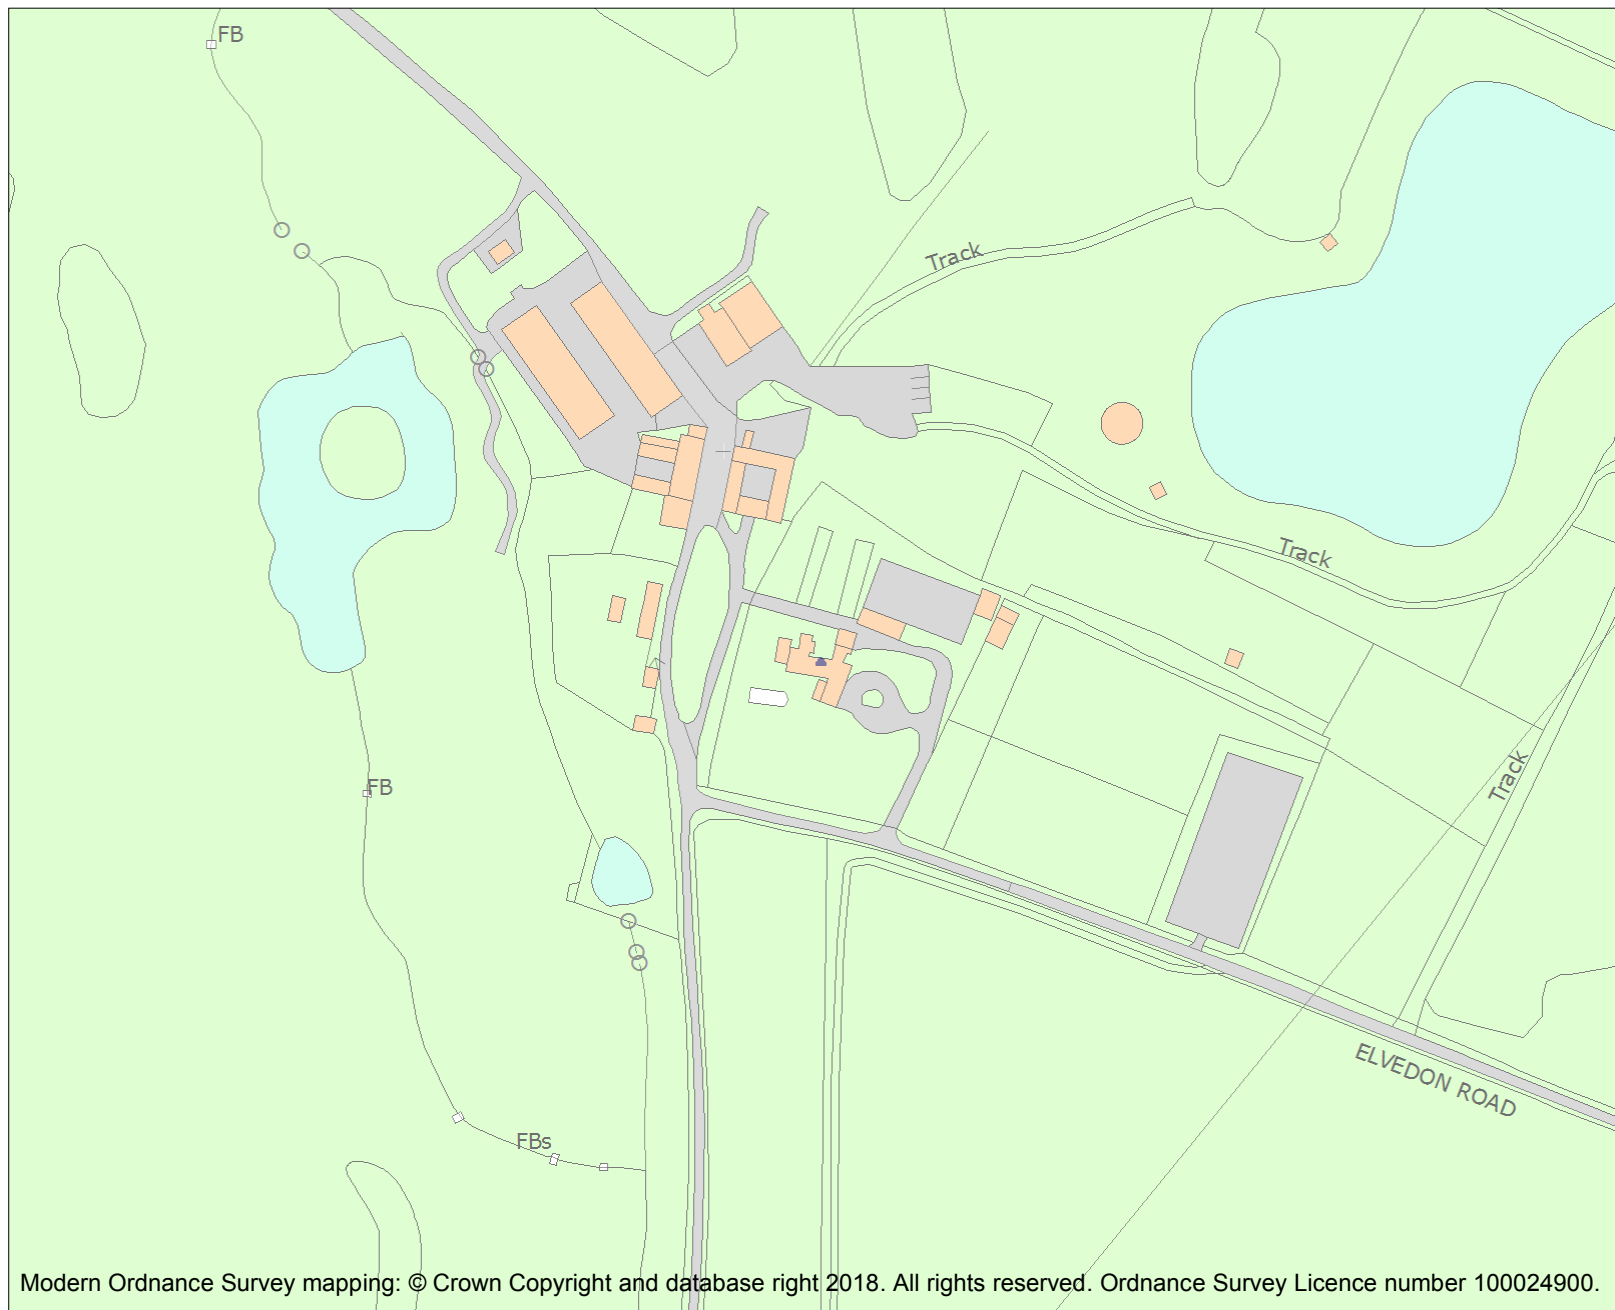 FB
Track
Track
Track
FB
ELVEDON ROAD
FBs
Modern Ordnance Survey mapping: © Crown Copyright and database right 2018. All rights reserved. Ordnance Survey Licence number 100024900.